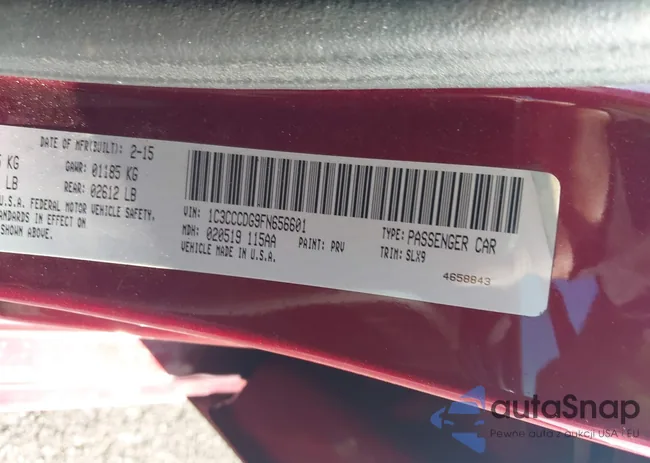 DATE OF MFR(BUILT): 2-15
KG GAWR: 01185 KG
LB REAR: 02612 LB
U.S.A. FEDERAL MOTOR VEHICLE SAFETY,
STANDARDS IN EFFECT
SHOWN ABOVE.
VIN: 1C3CCCDG9FN656601
MDH: 020519 115AA PAINT: PRV
VEHICLE MADE IN U.S.A.
TYPE: PASSENGER CAR
TRIM: SLX9
4658843
autaSnap
Pewne auta z aukcji USA / EU